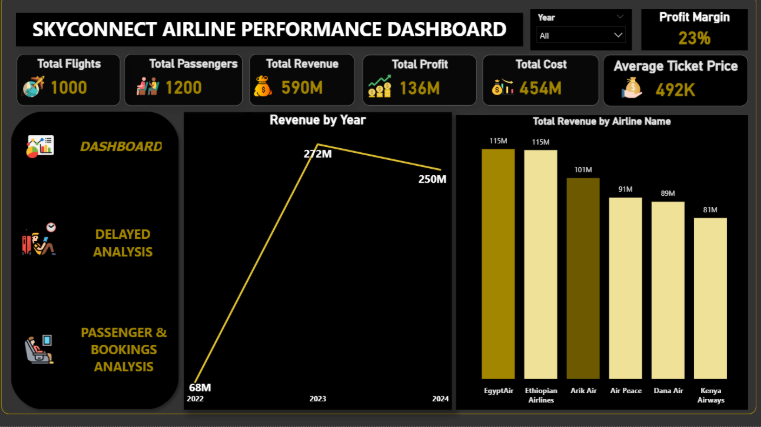 SKYCONNECT AIRLINE PERFORMANCE DASHBOARD
Year
All
Profit Margin
23%
Total Flights
1000
Total Passengers
1200
Total Revenue
590M
Total Profit
136M
Total Cost
454M
Average Ticket Price
492K
DASHBOARD
DELAYED
ANALYSIS
PASSENGER &
BOOKINGS
ANALYSIS
Revenue by Year
272M
250M
68M
2022
2023
2024
Total Revenue by Airline Name
115M
115M
101M
91M
89M
81M
EgyptAir
Ethiopian
Airlines
Arik Air
Air Peace
Dana Air
Kenya
Airways